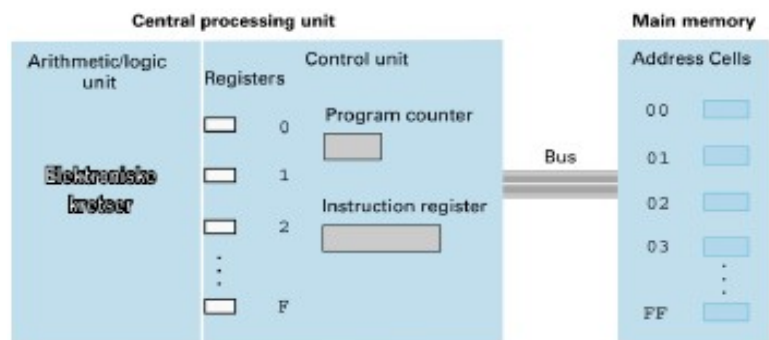 Central processing unit
Main memory
Arithmetic/logic
unit
Control unit
Registers
Address Cells
Program counter
Instruction register
Elektroniske
kretser
0
1
2
F
Bus
00
01
02
03
FF